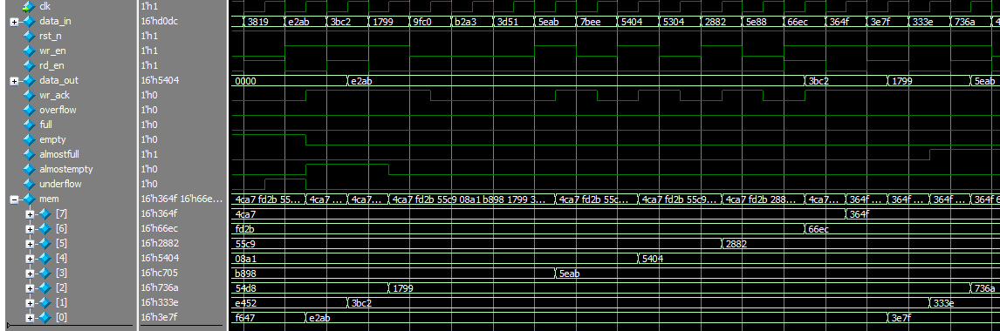 clk 1'h1
data_in 16'hd0dc 3819 e2ab 3bc2 1799 9fc0 b2a3 3d51 5eab 7bee 5404 5304 2882 5e88 66ec 364f 3e7f 333e 736a 4
rst_n 1'h1
wr_en 1'h1
rd_en 1'h1
data_out 16'h5404 0000 e2ab 3bc2 1799 5eab
wr_ack 1'h0
overflow 1'h0
full 1'h0
empty 1'h0
almostfull 1'h1
almostempty 1'h0
underflow 1'h0
mem 16'h364f 16'h66e... 4ca7 fd2b 55... 4ca7 ... 4ca7... 4ca7 fd2b 55c9 08a1 b898 1799 3... 4ca7 fd2b 55c... 4ca7 fd2b 55c9... 4ca7 fd2b 288... 4ca7... 364f ... 364f ... 364f ... 364f 6
[7] 16'h364f 4ca7 364f
[6] 16'h66ec fd2b 66ec
[5] 16'h2882 55c9 2882
[4] 16'h5404 08a1 5404
[3] 16'hc705 b898 5eab
[2] 16'h736a 54d8 1799 736a
[1] 16'h333e e452 3bc2 333e
[0] 16'h3e7f f647 e2ab 3e7f